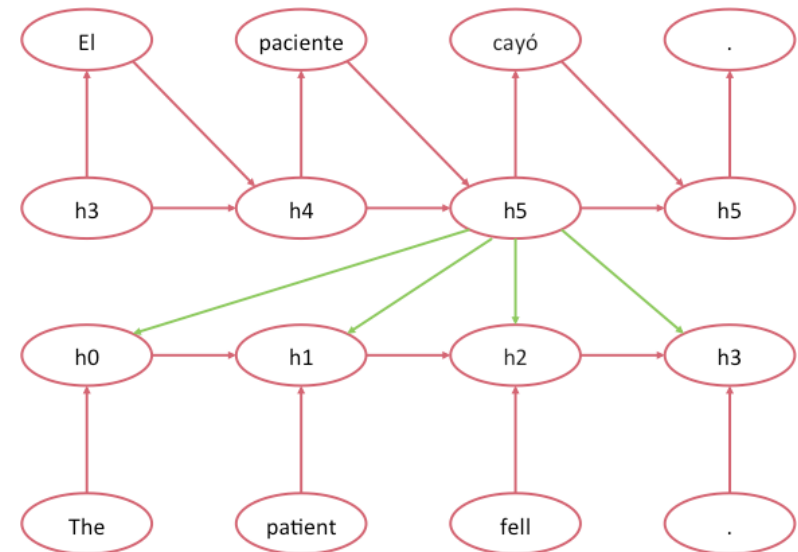 El paciente cayó .
h3 h4 h5 h5
h0 h1 h2 h3
The patient fell .